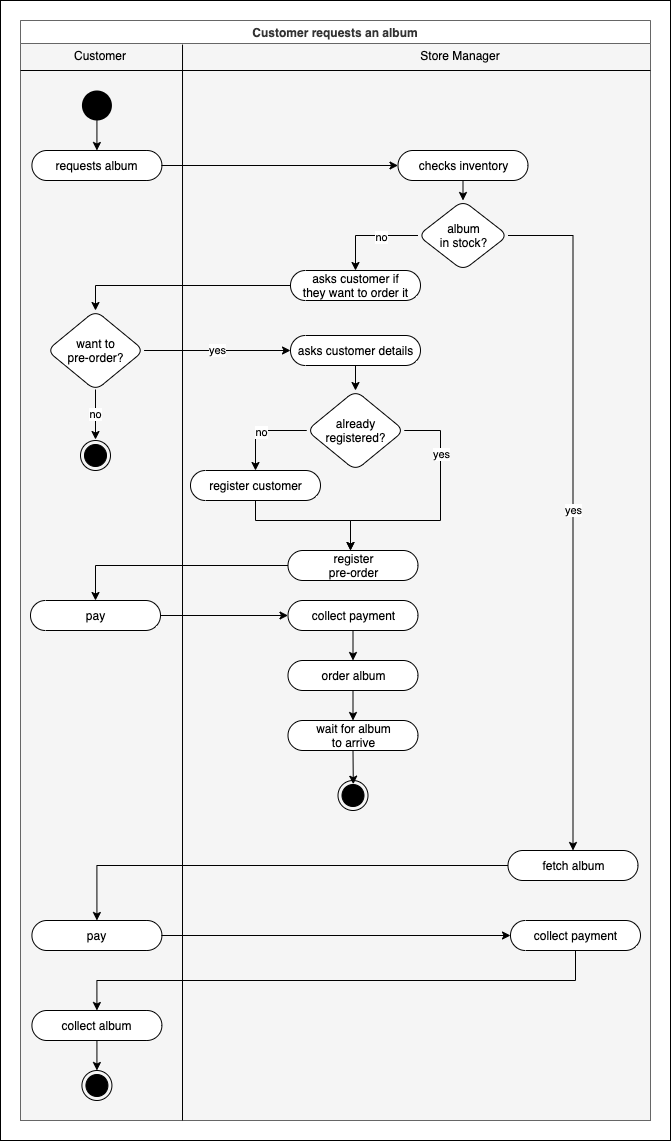 Customer requests an album
Customer
Store Manager
requests album
checks inventory
album
in stock?
no
asks customer if
they want to order it
want to
pre-order?
yes
asks customer details
no
already
registered?
no
yes
register customer
yes
register
pre-order
pay
collect payment
order album
wait for album
to arrive
fetch album
pay
collect payment
collect album